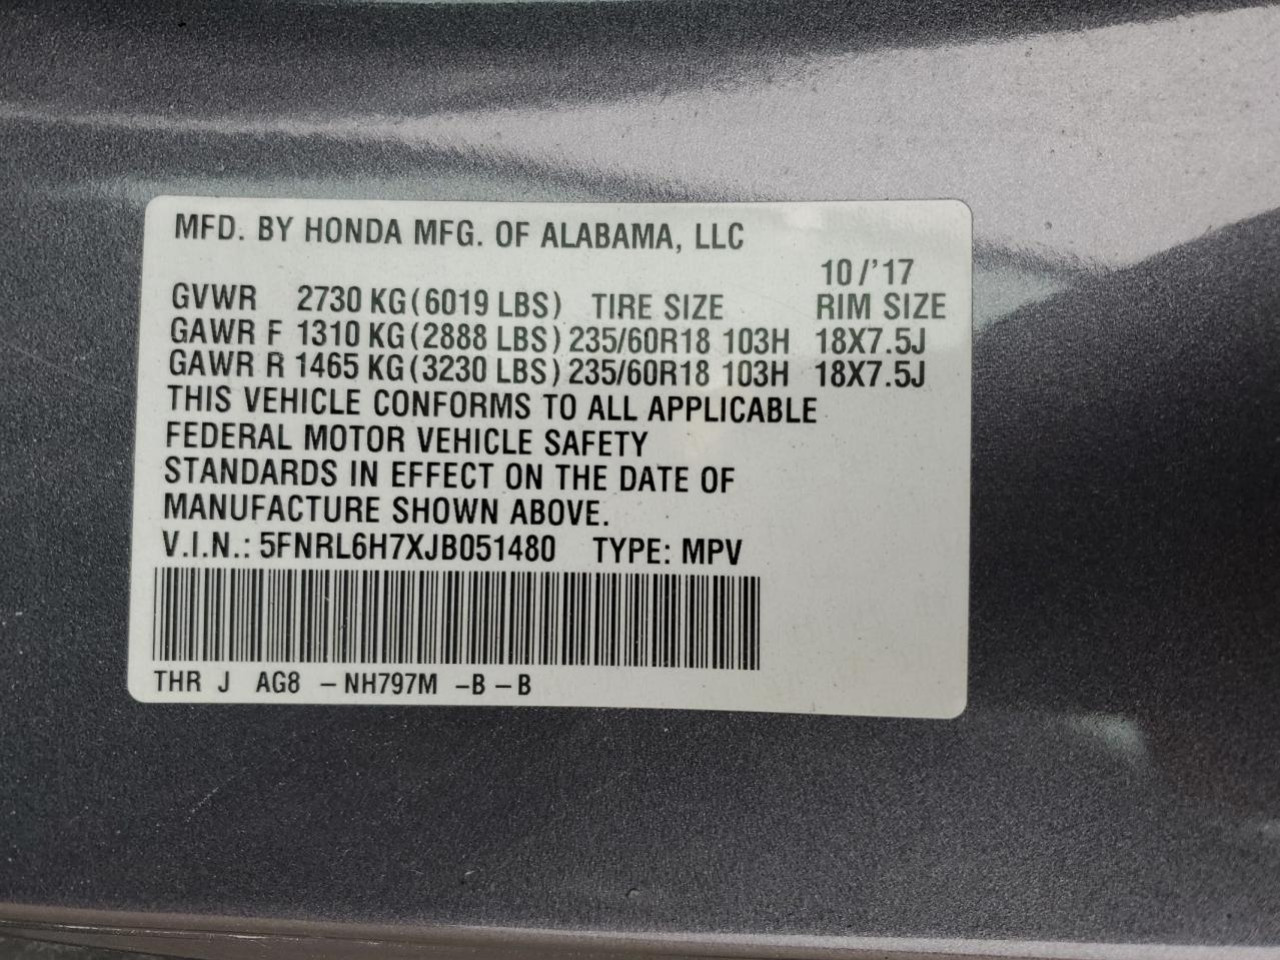 MFD. BY HONDA MFG. OF ALABAMA, LLC
10/'17
GVWR 2730 KG(6019 LBS) TIRE SIZE RIM SIZE
GAWR F 1310 KG(2888 LBS) 235/60R18 103H 18X7.5J
GAWR R 1465 KG(3230 LBS) 235/60R18 103H 18X7.5J
THIS VEHICLE CONFORMS TO ALL APPLICABLE
FEDERAL MOTOR VEHICLE SAFETY
STANDARDS IN EFFECT ON THE DATE OF
MANUFACTURE SHOWN ABOVE.
V.I.N.: 5FNRL6H7XJB051480 TYPE: MPV
THR J AG8 -NH797M -B-B